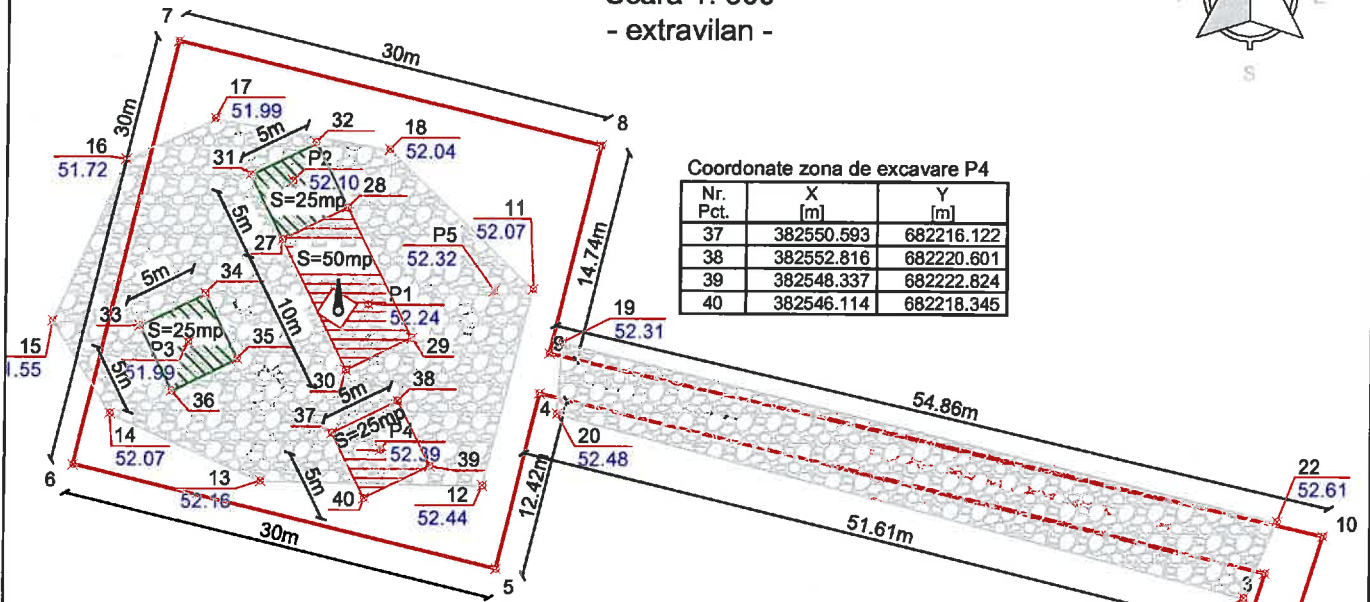 Scara 1: 500
- extravilan -
S
7
30m
8
30m
17
51.99
32
5m
18
52.04
16
51.72
31
P2
52.10
28
S=25mp
5m
11
52.07
P5
52.32
27
S=50mp
14.74m
5m
34
P1
52.24
33
S=25mp
10m
19
52.31
15
1.55
P3
51.99
35
29
9
5m
36
30
5m
38
54.86m
37
S=25mp
P4
52.39
4
20
52.48
14
52.07
39
22
52.61
6
13
52.16
5m
40
12
52.44
12.42m
10
30m
51.61m
3
5
Coordonate zona de excavare P4
Nr. Pct. X [m] Y [m]
37 382550.593 682216.122
38 382552.816 682220.601
39 382548.337 682222.824
40 382546.114 682218.345